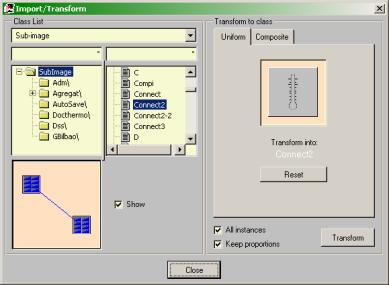 Import/Transform
Class List
Sub-image
SubImage
Adm\
Agregat\
AutoSave\
Docthermo\
Dss\
GBilbao\
C
Compi
Connect
Connect2
Connect2-2
Connect3
D
Show
Transform to class
Uniform
Composite
Transform into:
Connect2
Reset
All instances
Keep proportions
Transform
Close